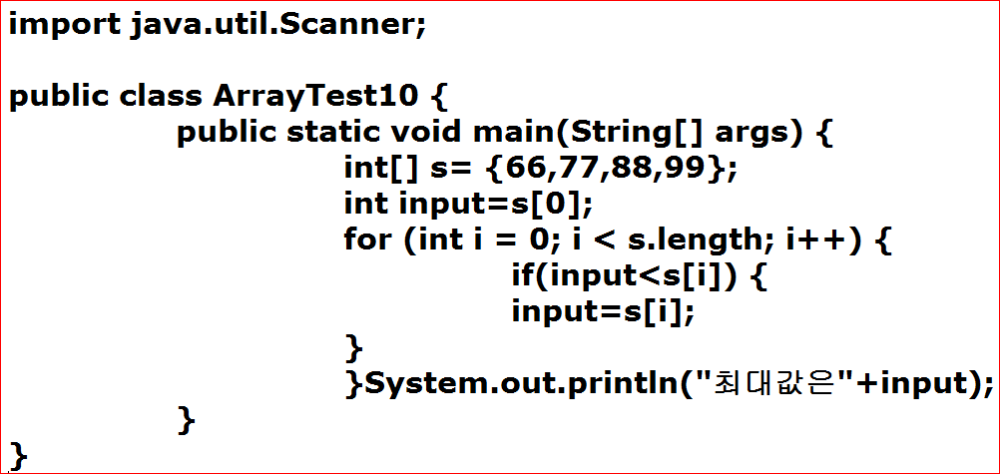 import java.util.Scanner;
public class ArrayTest10 {
public static void main(String[] args) {
int[] s= {66,77,88,99};
int input=s[0];
for (int i = 0; i < s.length; i++) {
if(input<s[i]) {
input=s[i];
}
}System.out.println("최대값은"+input);
}
}